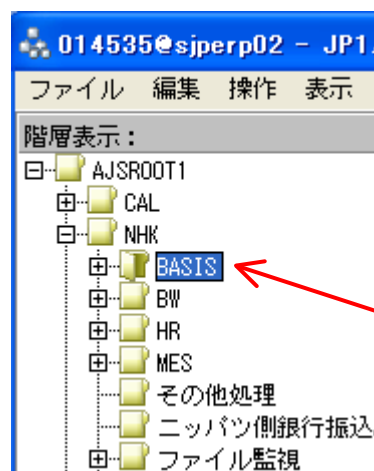 014535@sjperp02 - JP1
ファイル 編集 操作 表示
階層表示：
AJSROOT1
CAL
NHK
BASIS
BW
HR
MES
その他処理
ニッパツ側銀行振込
ファイル監視